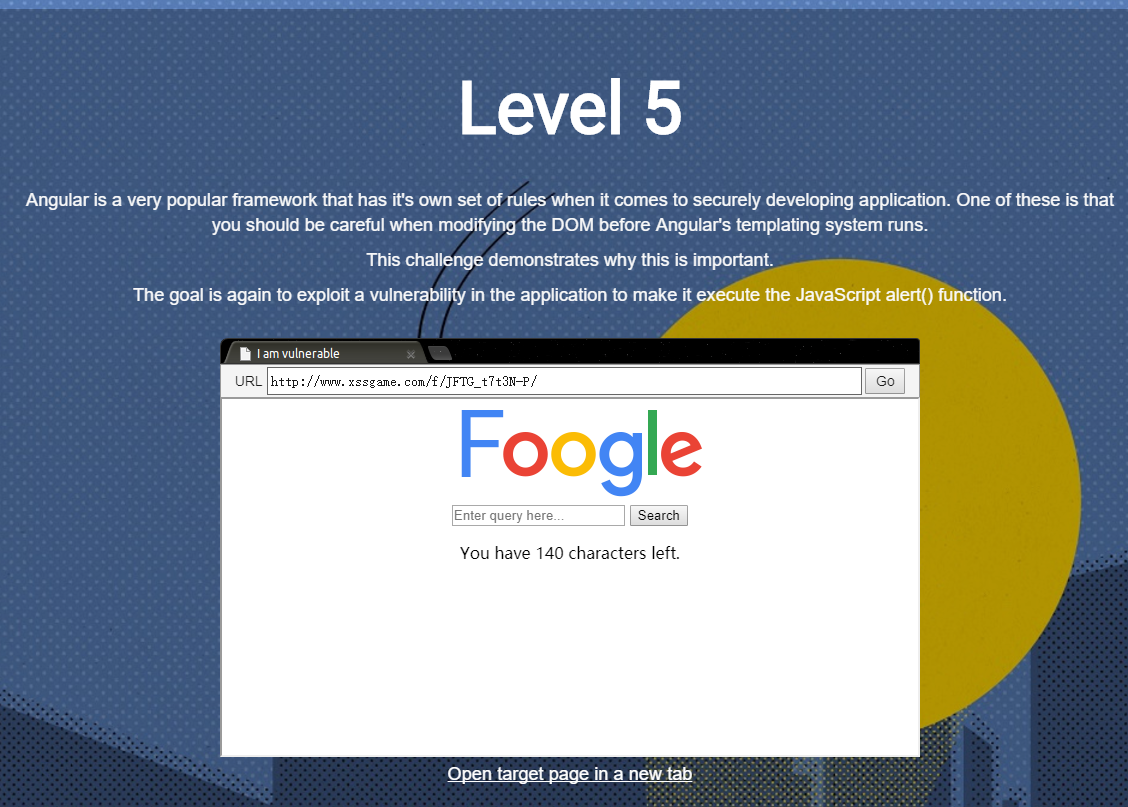 Level 5
Angular is a very popular framework that has it's own set of rules when it comes to securely developing application. One of these is that
you should be careful when modifying the DOM before Angular's templating system runs.
This challenge demonstrates why this is important.
The goal is again to exploit a vulnerability in the application to make it execute the JavaScript alert() function.
I am vulnerable
URL http://www.xssgame.com/f/JFTG_t7t3N-P/ Go
Foogle
Enter query here... Search
You have 140 characters left.
Open target page in a new tab